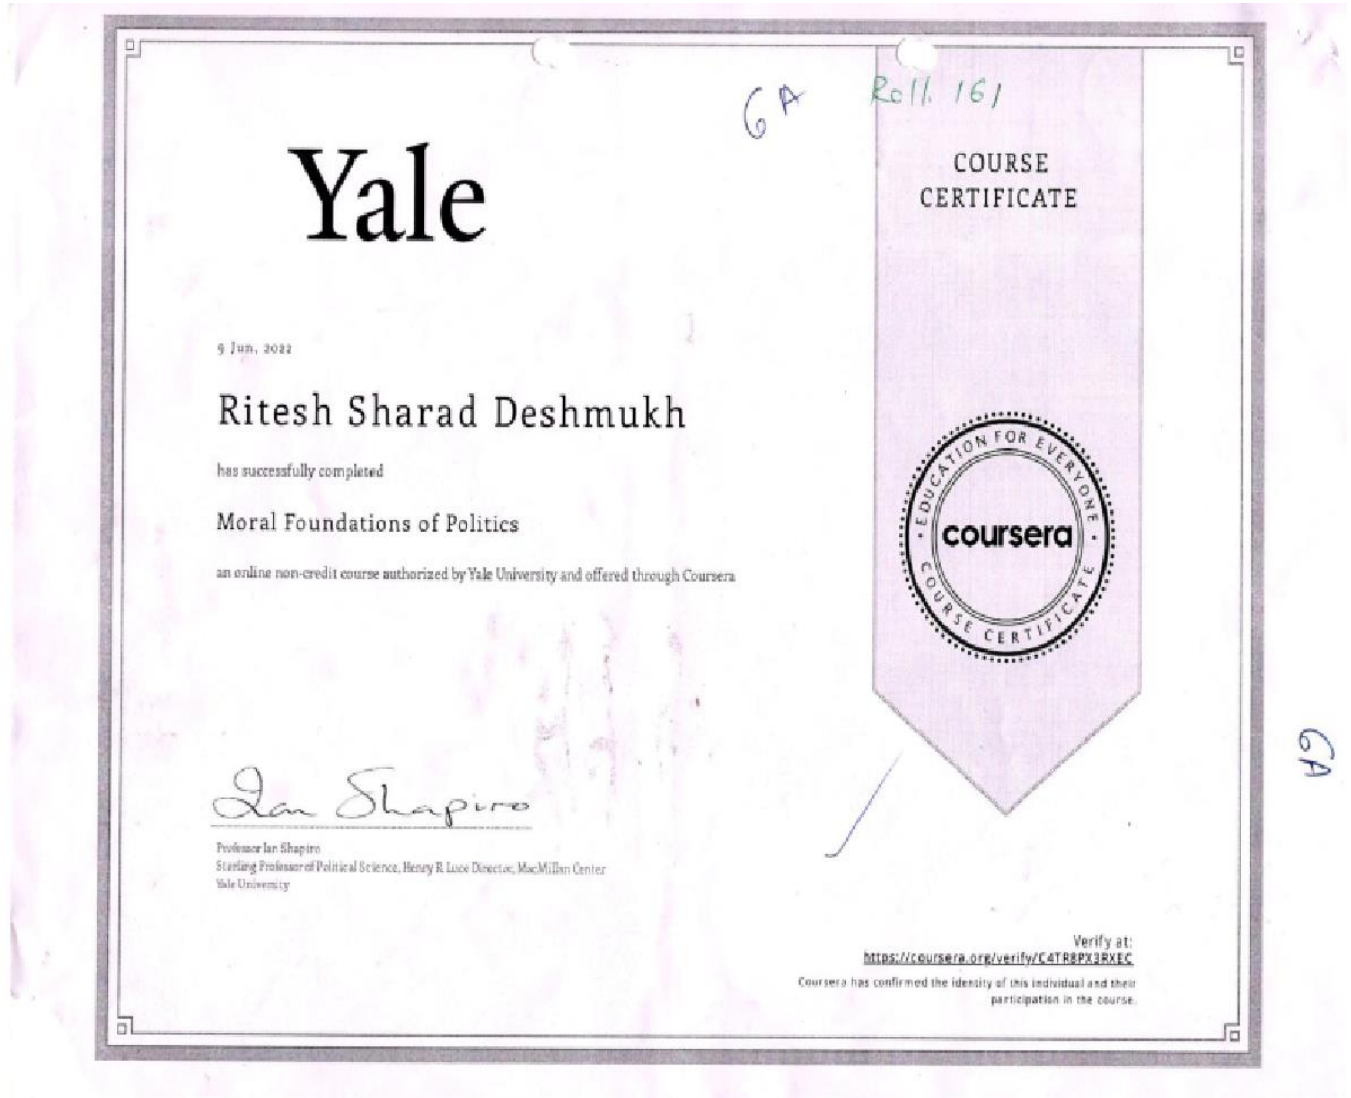 6A
Roll. 161
Yale
COURSE
CERTIFICATE
9 Jun, 2022
Ritesh Sharad Deshmukh
has successfully completed
Moral Foundations of Politics
an online non-credit course authorized by Yale University and offered through Coursera
EDUCATION FOR EVERYONE
coursera
COURSE CERTIFICATE
6A
Ian Shapiro
Professor Ian Shapiro
Sterling Professor of Political Science, Henry R. Luce Director, MacMillan Center
Yale University
Verify at:
https://coursera.org/verify/C4TR8PX3RXEC
Coursera has confirmed the identity of this individual and their
participation in the course.